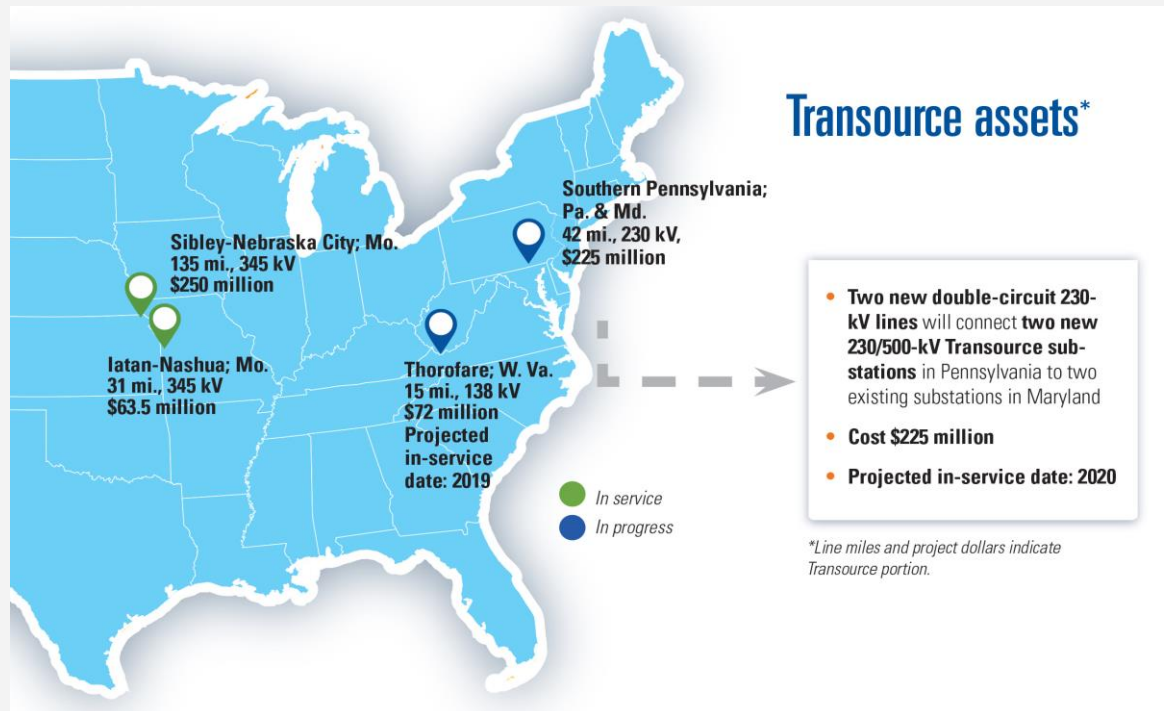 Transource assets*
Southern Pennsylvania;
Pa. & Md.
42 mi., 230 kV,
$225 million
Sibley-Nebraska City; Mo.
135 mi., 345 kV
$250 million
Iatan-Nashua; Mo.
31 mi., 345 kV
$63.5 million
Thorofare; W. Va.
15 mi., 138 kV
$72 million
Projected
in-service
date: 2019
In service
In progress
• Two new double-circuit 230-
kV lines will connect two new
230/500-kV Transource sub-
stations in Pennsylvania to two
existing substations in Maryland
• Cost $225 million
• Projected in-service date: 2020
*Line miles and project dollars indicate
Transource portion.